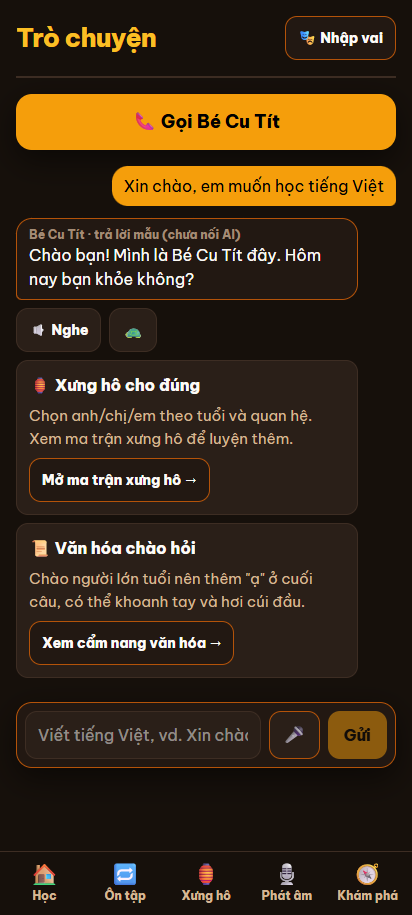 Trò chuyện
🎭 Nhập vai
📞 Gọi Bé Cu Tít
Xin chào, em muốn học tiếng Việt
Bé Cu Tít · trả lời mẫu (chưa nối AI)
Chào bạn! Mình là Bé Cu Tít đây. Hôm
nay bạn khỏe không?
Nghe
🏮 Xưng hô cho đúng
Chọn anh/chị/em theo tuổi và quan hệ.
Xem ma trận xưng hô để luyện thêm.
Mở ma trận xưng hô →
📜 Văn hóa chào hỏi
Chào người lớn tuổi nên thêm "ạ" ở cuối
câu, có thể khoanh tay và hơi cúi đầu.
Xem cẩm nang văn hóa →
Viết tiếng Việt, vd. Xin chào
Gửi
Học
Ôn tập
Xưng hô
Phát âm
Khám phá